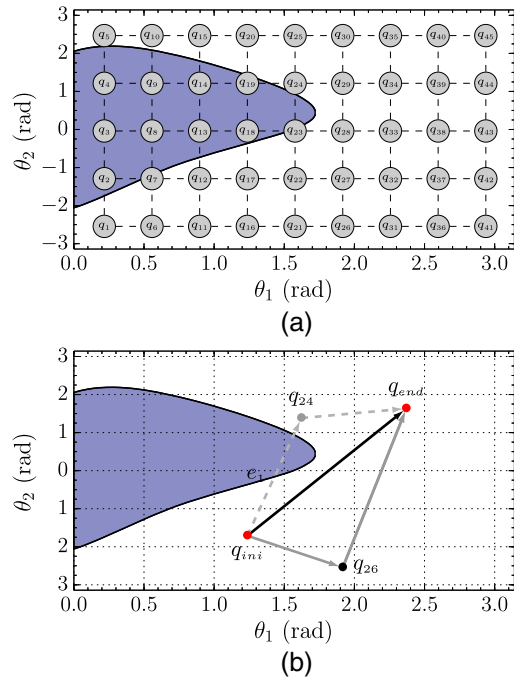 3
q5 q10 q15 q20 q25 q30 q35 q40 q45
2
q4 q9 q14 q19 q24 q29 q34 q39 q44
1
θ2 (rad)
0
q3 q8 q13 q18 q23 q28 q33 q38 q43
−1
q2 q7 q12 q17 q22 q27 q32 q37 q42
−2
q1 q6 q11 q16 q21 q26 q31 q36 q41
−3
0.0 0.5 1.0 1.5 2.0 2.5 3.0
θ1 (rad)
(a)
3
q24
qend
2
1
θ2 (rad)
0
e1
1
qini
2
q26
3
0.0 0.5 1.0 1.5 2.0 2.5 3.0
θ1 (rad)
(b)